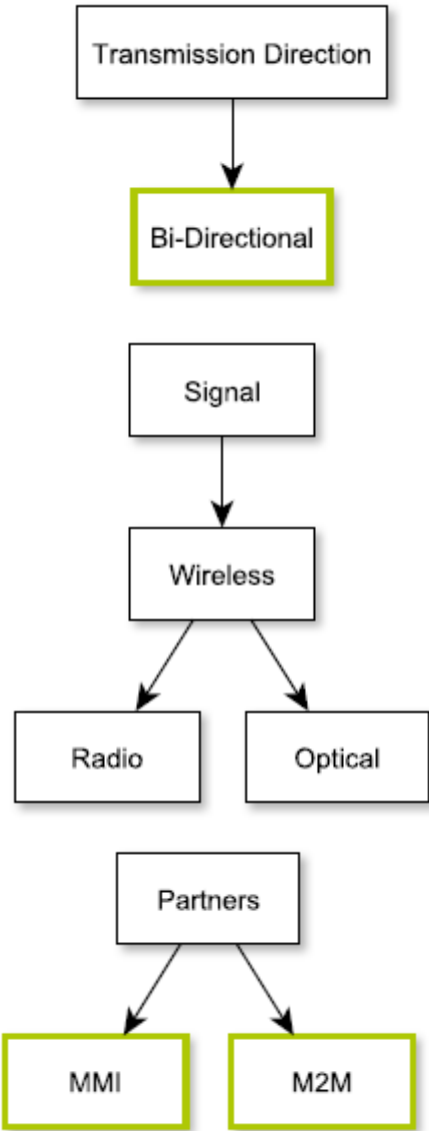 Transmission Direction
Bi-Directional
Signal
Wireless
Radio
Optical
Partners
MMI
M2M